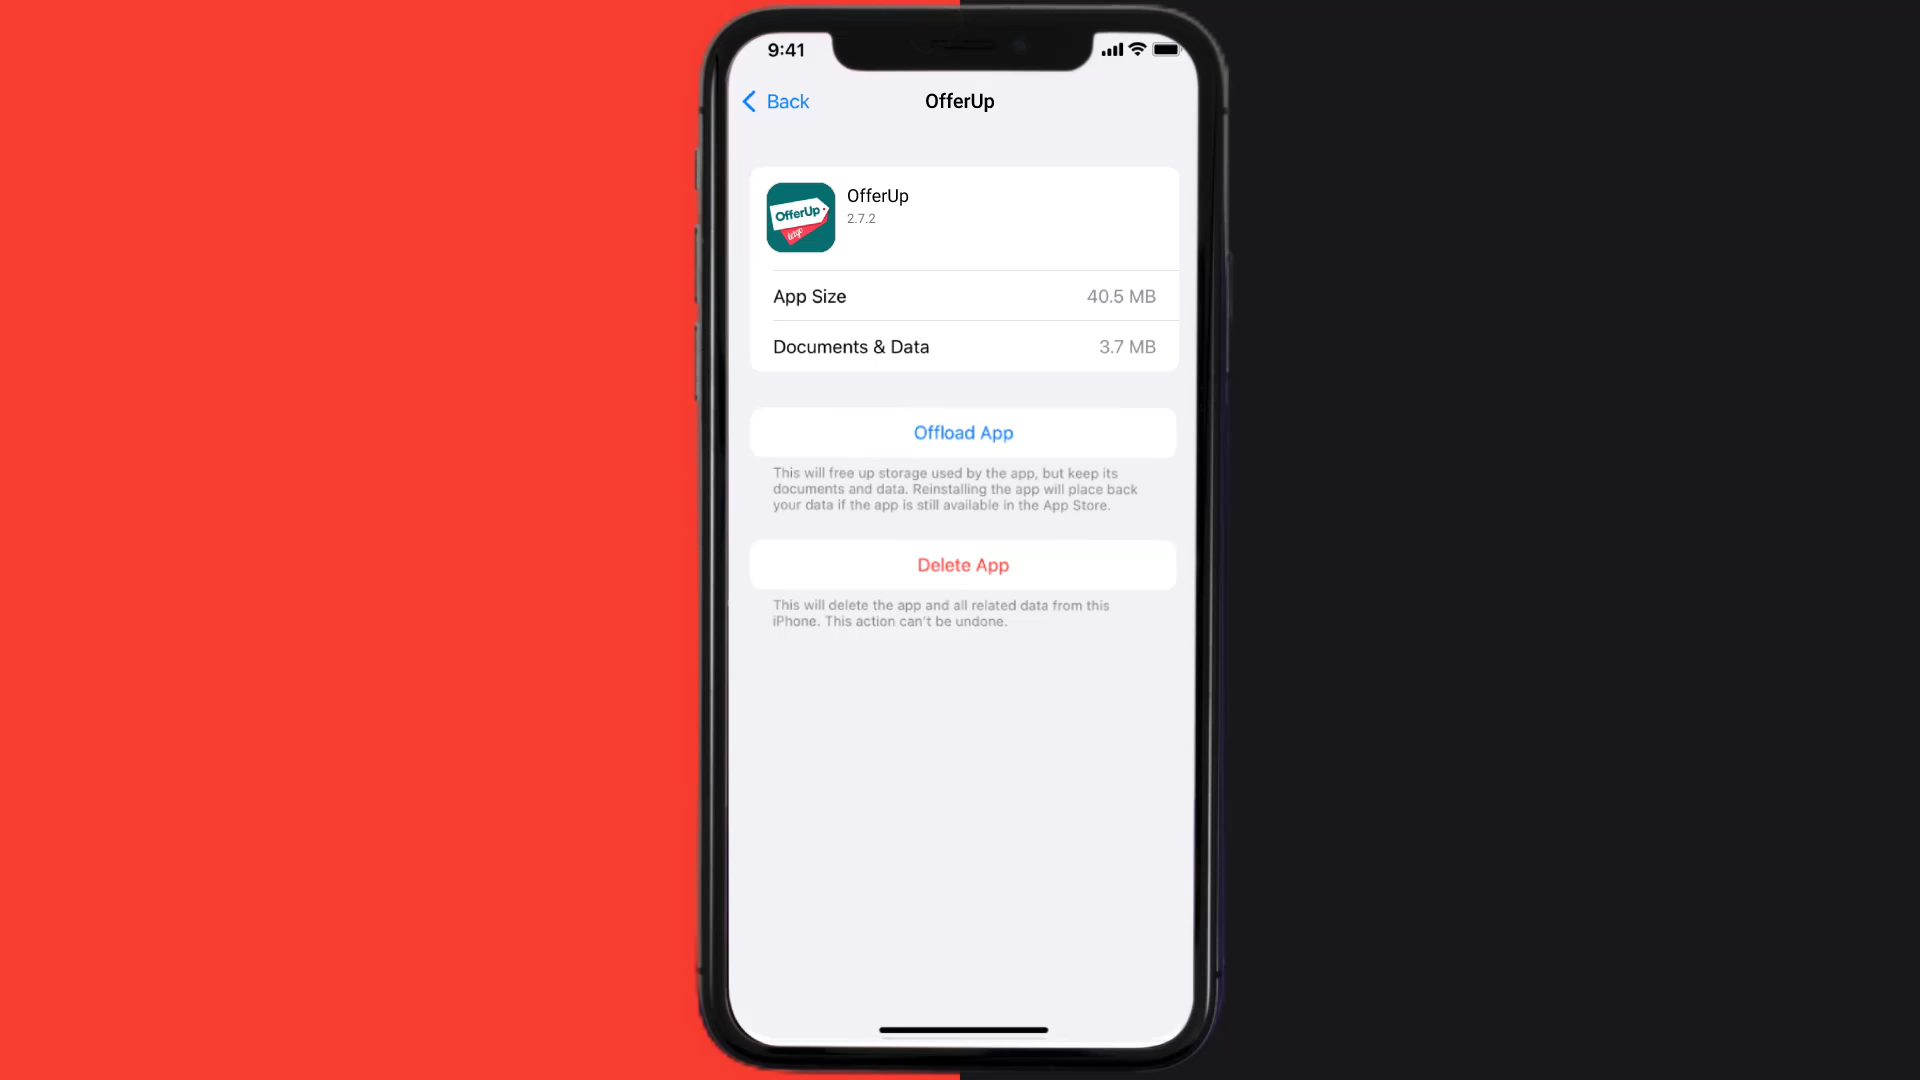 9:41
Back
OfferUp
OfferUp
letgo
OfferUp
2.7.2
App Size
40.5 MB
Documents & Data
3.7 MB
Offload App
This will free up storage used by the app, but keep its
documents and data. Reinstalling the app will place back
your data if the app is still available in the App Store.
Delete App
This will delete the app and all related data from this
iPhone. This action can't be undone.